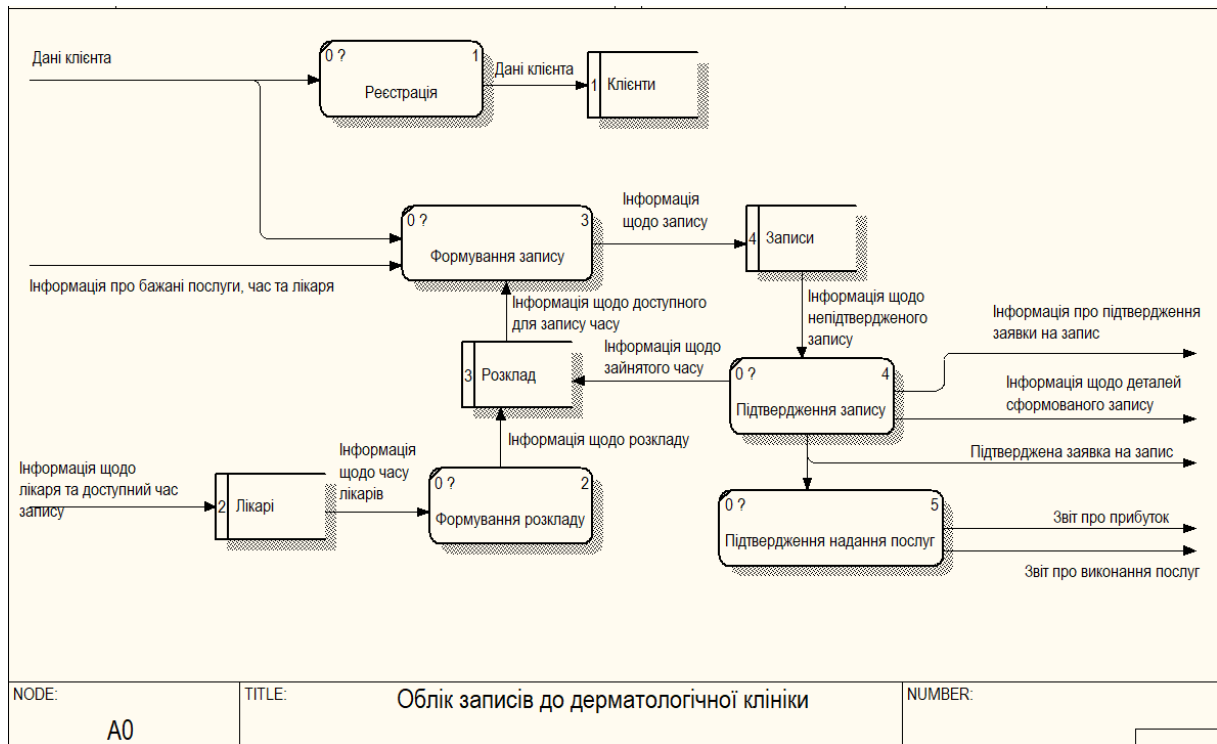 Дані клієнта
0 ?
1
Реєстрація
Дані клієнта
1
Клієнти
0 ?
3
Формування запису
Інформація
щодо запису
4
Записи
Інформація про бажані послуги, час та лікаря
Інформація щодо доступного
для запису часу
Інформація щодо
непідтвердженого
запису
Інформація про підтвердження
заявки на запис
3
Розклад
Інформація щодо
зайнятого часу
0 ?
4
Підтвердження запису
Інформація щодо деталей
сформованого запису
Інформація щодо розкладу
Підтверджена заявка на запис
Інформація щодо
лікаря та доступний час
запису
2
Лікарі
Інформація
щодо часу
лікарів
0 ?
2
Формування розкладу
0 ?
5
Підтвердження надання послуг
Звіт про прибуток
Звіт про виконання послуг
NODE:
A0
TITLE:
Облік записів до дерматологічної клініки
NUMBER: